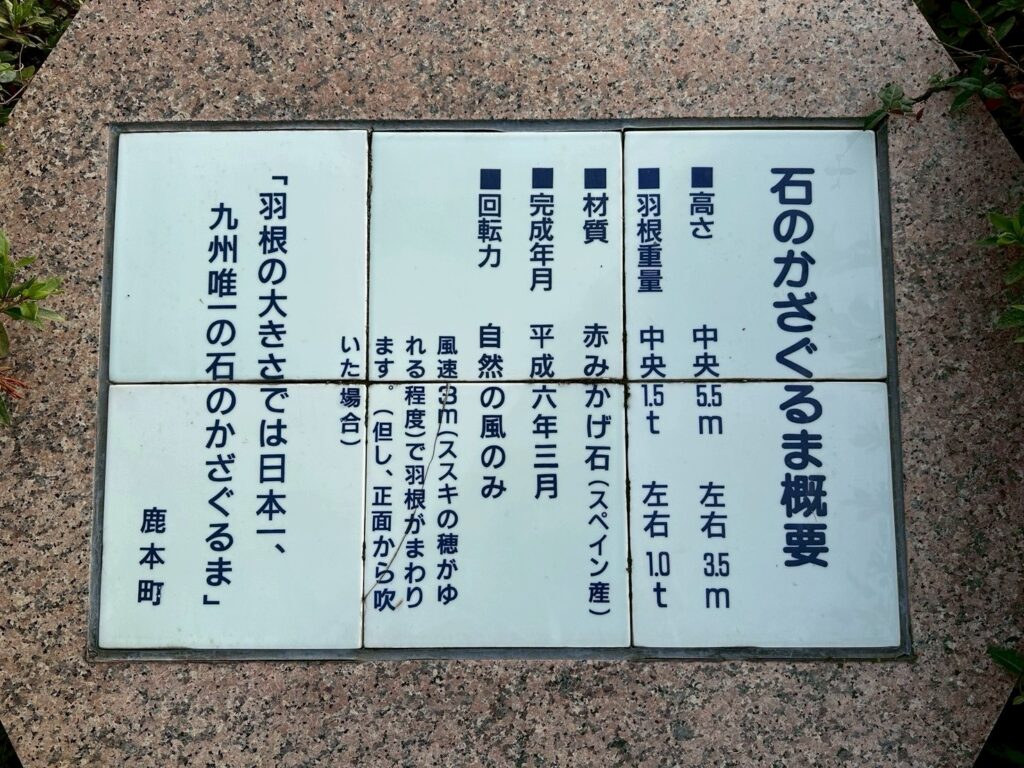 石のかざぐるま概要
■高さ 中央5.5m 左右3.5m
■羽根重量 中央1.5t 左右1.0t
■材質 赤みかげ石(スペイン産)
■完成年月 平成六年三月
■回転力 自然の風のみ
風速3m(ススキの穂がゆ
れる程度)で羽根がまわり
ます。(但し、正面から吹
いた場合)
「羽根の大きさでは日本一、
九州唯一の石のかざぐるま」
鹿本町